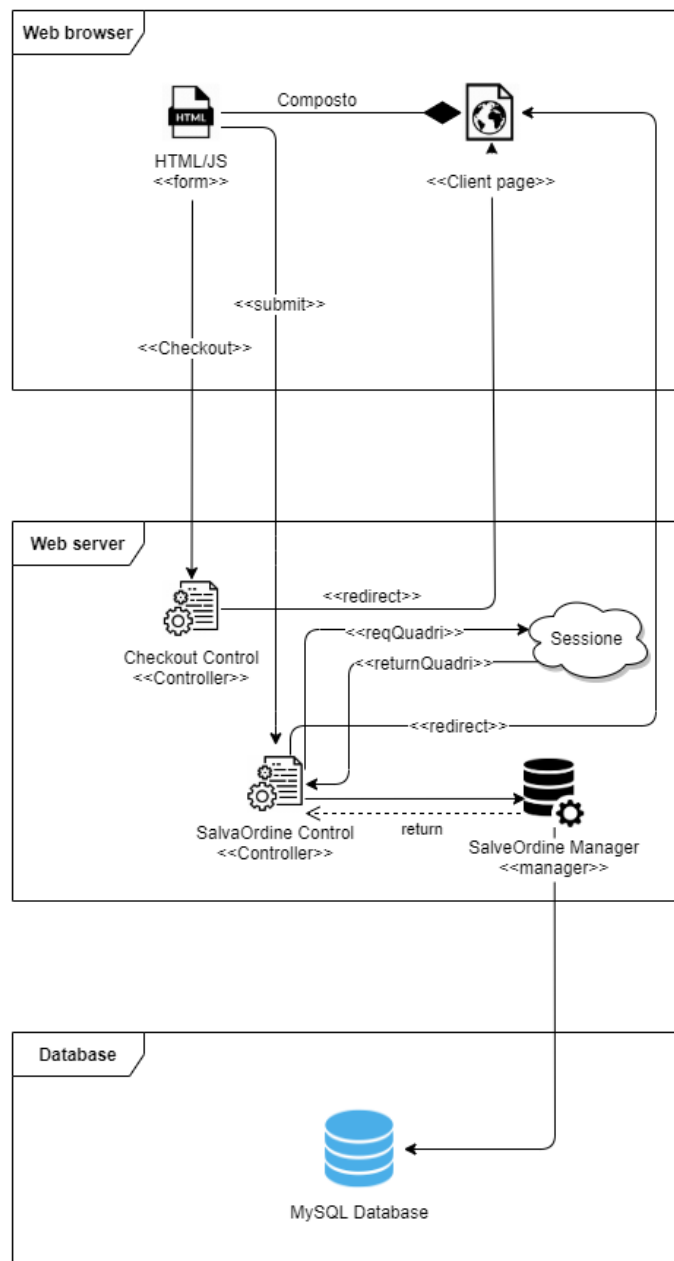 Web browser
HTML
Composto
HTML/JS
<<form>>
<<Client page>>
<<submit>>
<<Checkout>>
Web server
<<redirect>>
<<reqQuadri>>
Sessione
Checkout Control
<<Controller>>
<<returnQuadri>>
<<redirect>>
SalvaOrdine Control
<<Controller>>
return
SalveOrdine Manager
<<manager>>
Database
MySQL Database